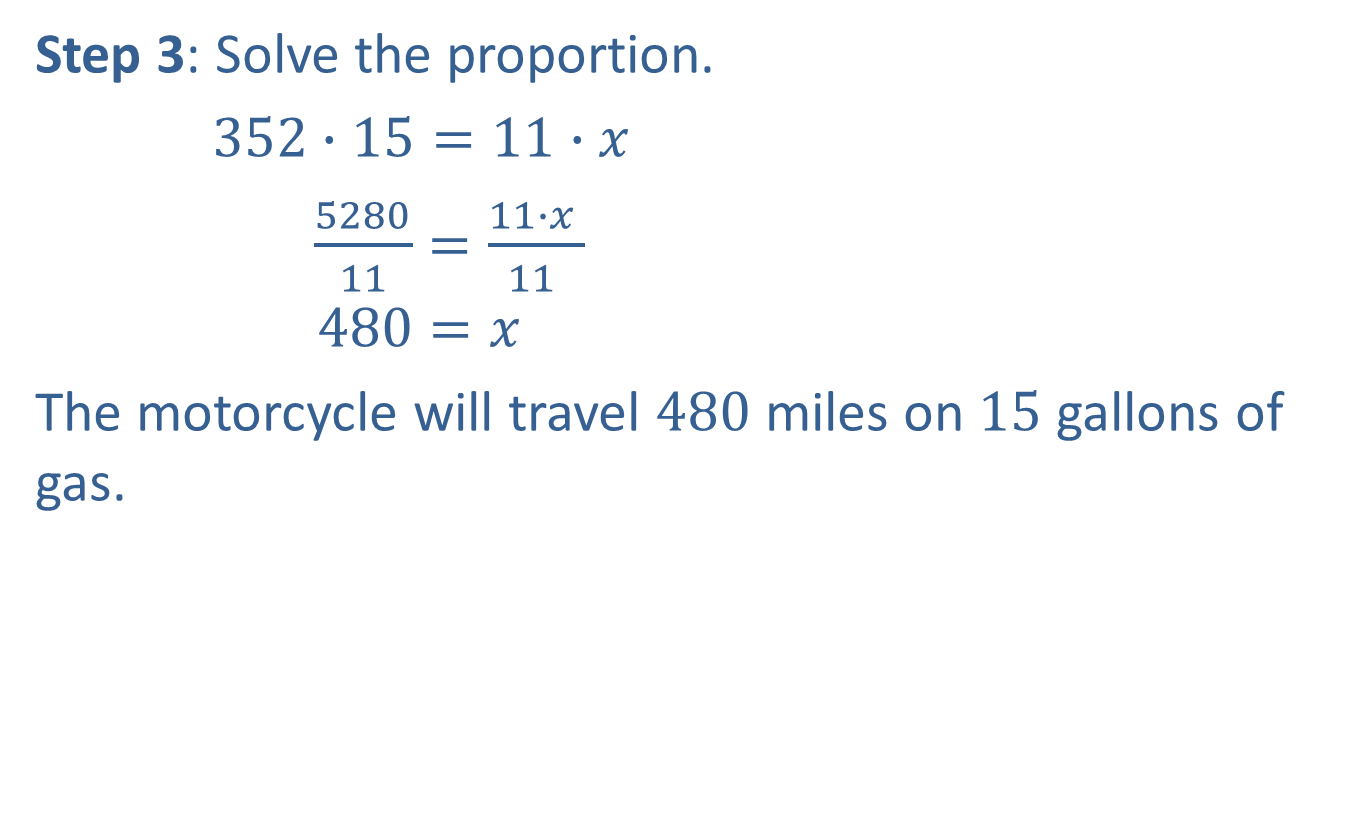 Step 3: Solve the proportion.
352 · 15 = 11 · x
5280/11 = 11·x/11
480 = x
The motorcycle will travel 480 miles on 15 gallons of
gas.